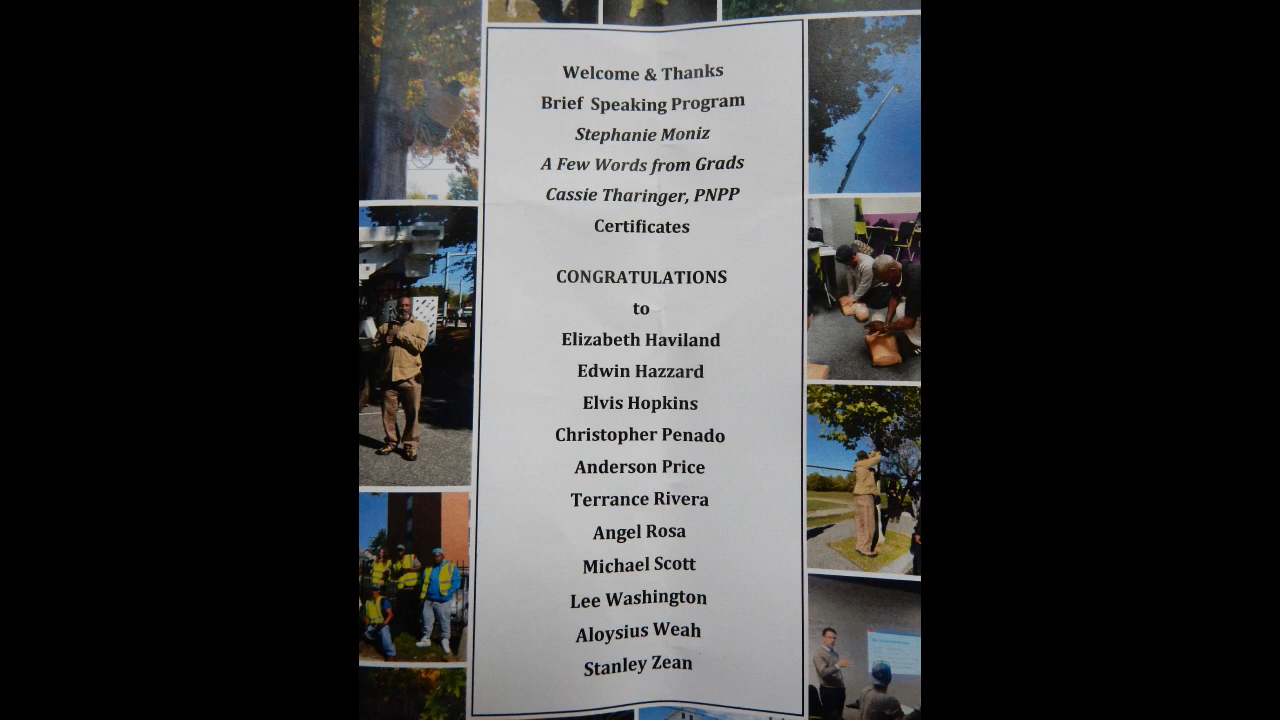 Welcome & Thanks
Brief Speaking Program
Stephanie Moniz
A Few Words from Grads
Cassie Tharinger, PNPP
Certificates
CONGRATULATIONS
to
Elizabeth Haviland
Edwin Hazzard
Elvis Hopkins
Christopher Penado
Anderson Price
Terrance Rivera
Angel Rosa
Michael Scott
Lee Washington
Aloysius Weah
Stanley Zean